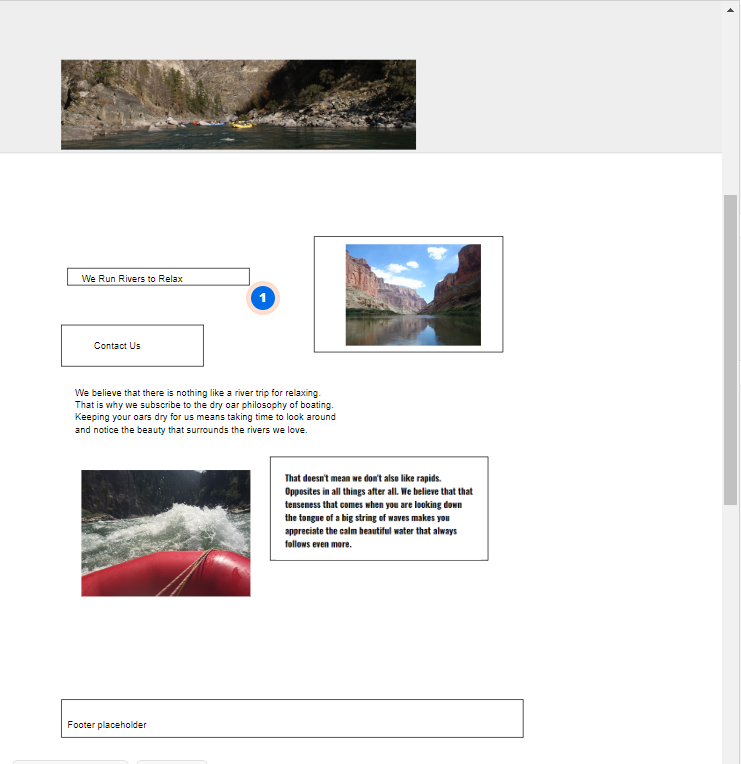 We Run Rivers to Relax
1
Contact Us
We believe that there is nothing like a river trip for relaxing.
That is why we subscribe to the dry oar philosophy of boating.
Keeping your oars dry for us means taking time to look around
and notice the beauty that surrounds the rivers we love.
That doesn't mean we don't also like rapids.
Opposites in all things after all. We believe that that
tenseness that comes when you are looking down
the tongue of a big string of waves makes you
appreciate the calm beautiful water that always
follows even more.
Footer placeholder